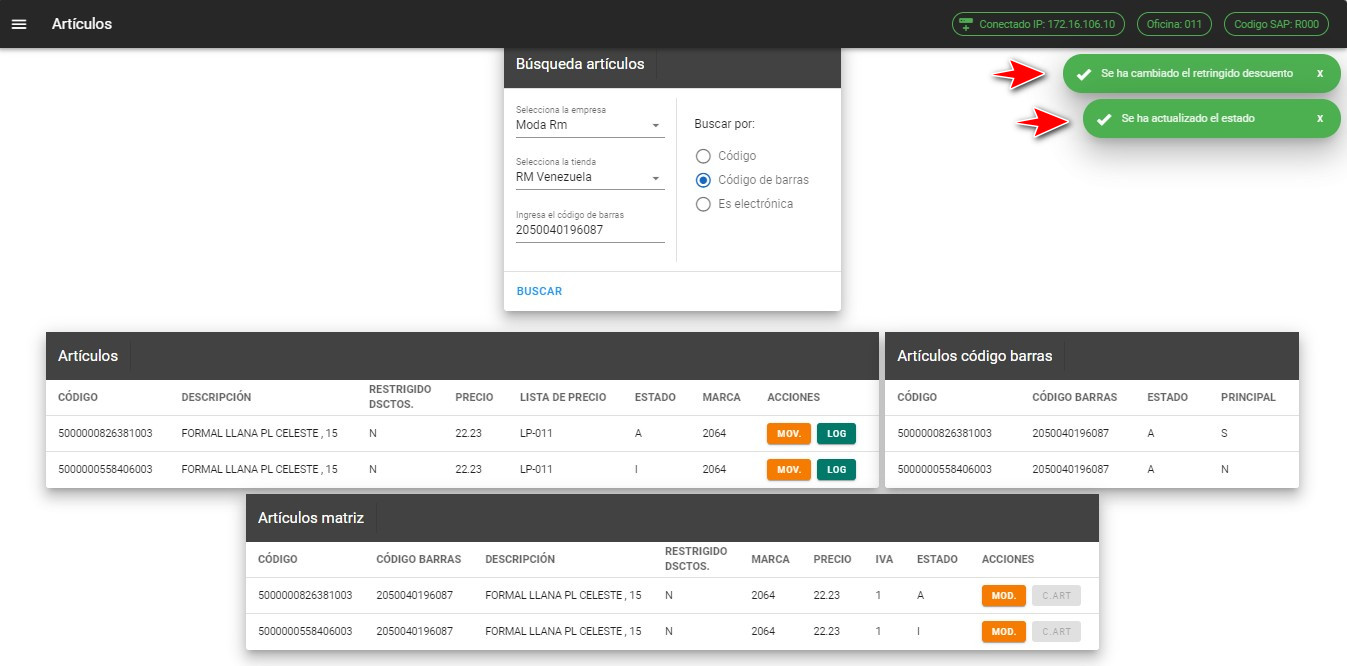 Artículos
Conectado IP: 172.16.106.10
Oficina: 011
Codigo SAP: R000
Se ha cambiado el retringido descuento x
Se ha actualizado el estado x
Búsqueda artículos
Selecciona la empresa
Moda Rm
Selecciona la tienda
RM Venezuela
Ingresa el código de barras
2050040196087
Buscar por:
Código
Código de barras
Es electrónica
BUSCAR
Artículos
CÓDIGO DESCRIPCIÓN RESTRIGIDO DSCTOS. PRECIO LISTA DE PRECIO ESTADO MARCA ACCIONES
5000000826381003 FORMAL LLANA PL CELESTE , 15 N 22.23 LP-011 A 2064 MOV. LOG
5000000558406003 FORMAL LLANA PL CELESTE , 15 N 22.23 LP-011 I 2064 MOV. LOG
Artículos código barras
CÓDIGO CÓDIGO BARRAS ESTADO PRINCIPAL
5000000826381003 2050040196087 A S
5000000558406003 2050040196087 A N
Artículos matriz
CÓDIGO CÓDIGO BARRAS DESCRIPCIÓN RESTRIGIDO DSCTOS. MARCA PRECIO IVA ESTADO ACCIONES
5000000826381003 2050040196087 FORMAL LLANA PL CELESTE , 15 N 2064 22.23 1 A MOD. C.ART
5000000558406003 2050040196087 FORMAL LLANA PL CELESTE , 15 N 2064 22.23 1 I MOD. C.ART